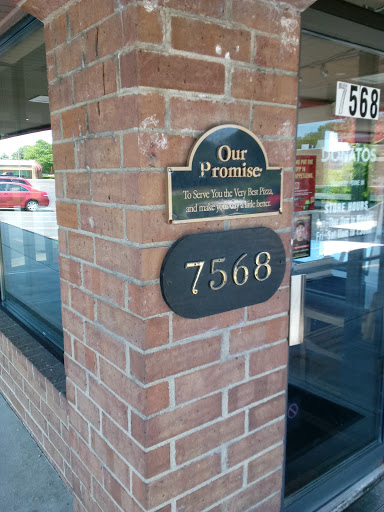 Our
Promise
To Serve You the Very Best Pizza,
and make your day a little better.
7568
7568
DONATOS
STORE HOURS